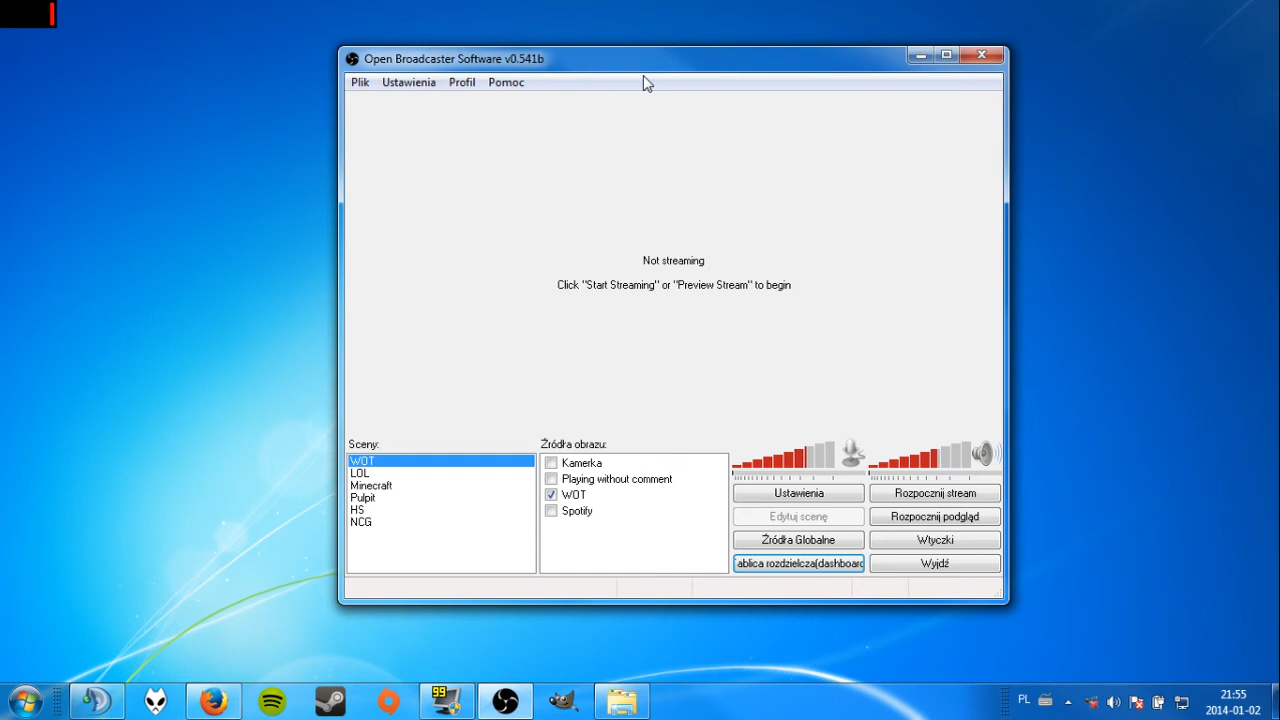 Open Broadcaster Software v0.541b
Plik Ustawienia Profil Pomoc
Not streaming
Click "Start Streaming" or "Preview Stream" to begin
Sceny:
WOT
LOL
Minecraft
Pulpit
HS
NCG
Źródła obrazu:
Kamerka
Playing without comment
WOT
Spotify
Ustawienia
Rozpocznij stream
Edytuj scenę
Rozpocznij podgląd
Źródła Globalne
Wtyczki
ablica rozdzielcza(dashboard
Wyjdź
99
PL
21:55
2014-01-02